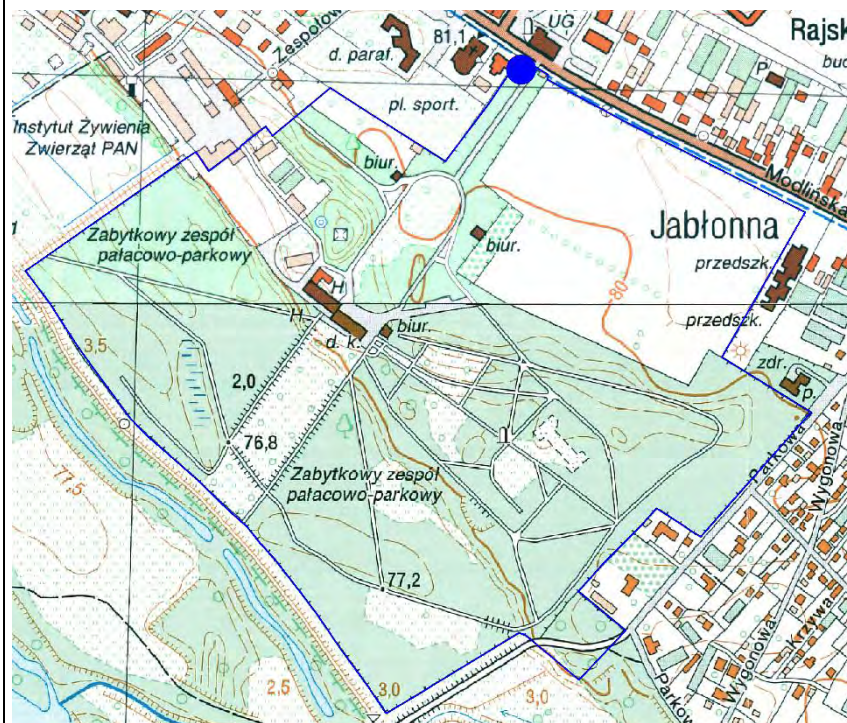 Zespołow
UG
81,1
Rajsk
d. paraf.
P
pl. sport.
Instytut Żywienia
Zwierząt PAN
biur.
Modlińska
Zabytkowy zespół
pałacowo-parkowy
Jabłonna
biur.
przedszk.
H
80
H
biur.
przedszk.
d. k.
3,5
zdr.
p.
2,0
76,8
Parkowa
Wygonowa
Zabytkowy zespół
pałacowo-parkowy
77,5
77,2
Krzywa
Wygonowa
2,5
3,0
3,0
Parkow